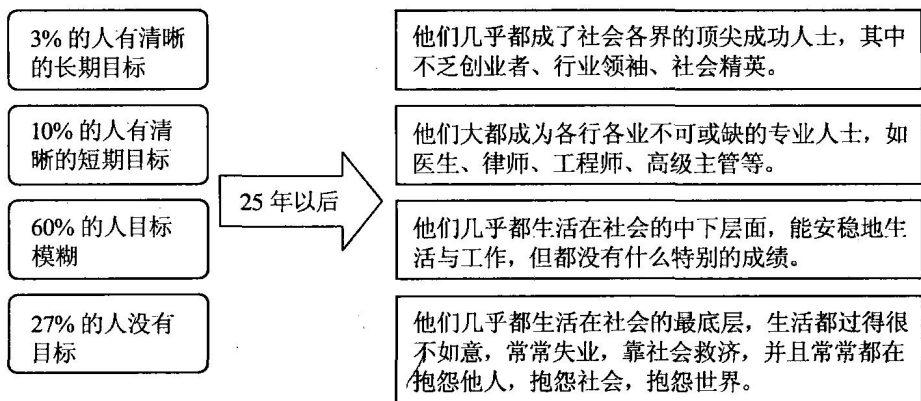 3% 的人有清晰
的长期目标
他们几乎都成了社会各界的顶尖成功人士，其中
不乏创业者、行业领袖、社会精英。
10% 的人有清
晰的短期目标
他们大都成为各行各业不可或缺的专业人士，如
医生、律师、工程师、高级主管等。
25 年以后
60% 的人目标
模糊
他们几乎都生活在社会的中下层面，能安稳地生
活与工作，但都没有什么特别的成绩。
27% 的人没有
目标
他们几乎都生活在社会的最底层，生活都过得很
不如意，常常失业，靠社会救济，并且常常都在
抱怨他人，抱怨社会，抱怨世界。